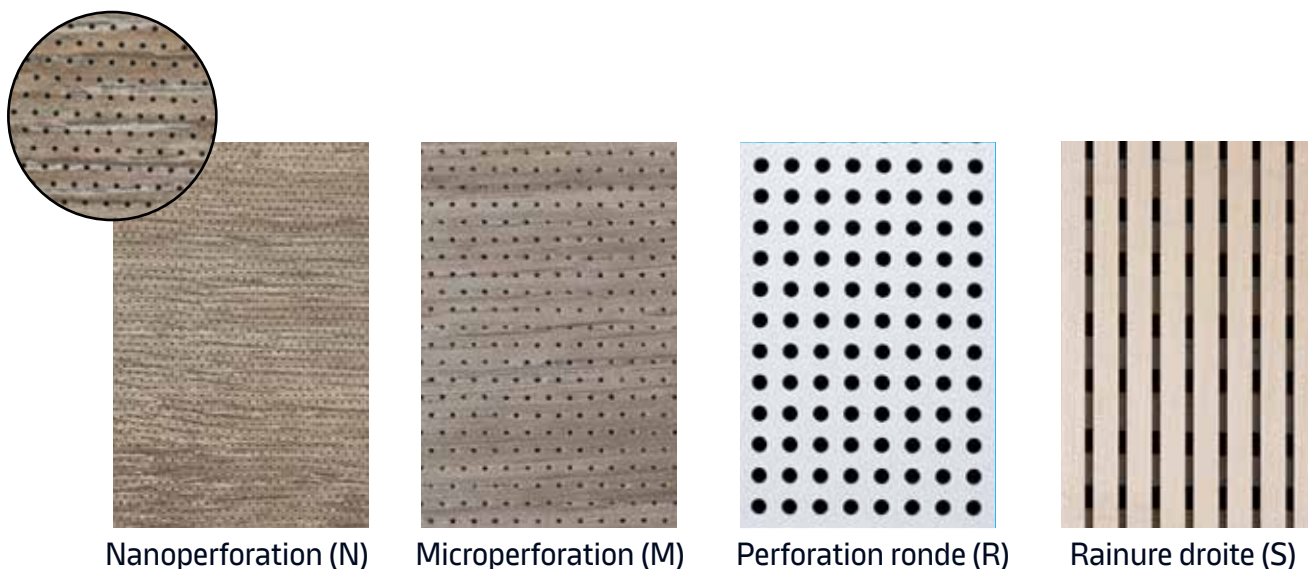 Nanoperforation (N)
Microperforation (M)
Perforation ronde (R)
Rainure droite (S)